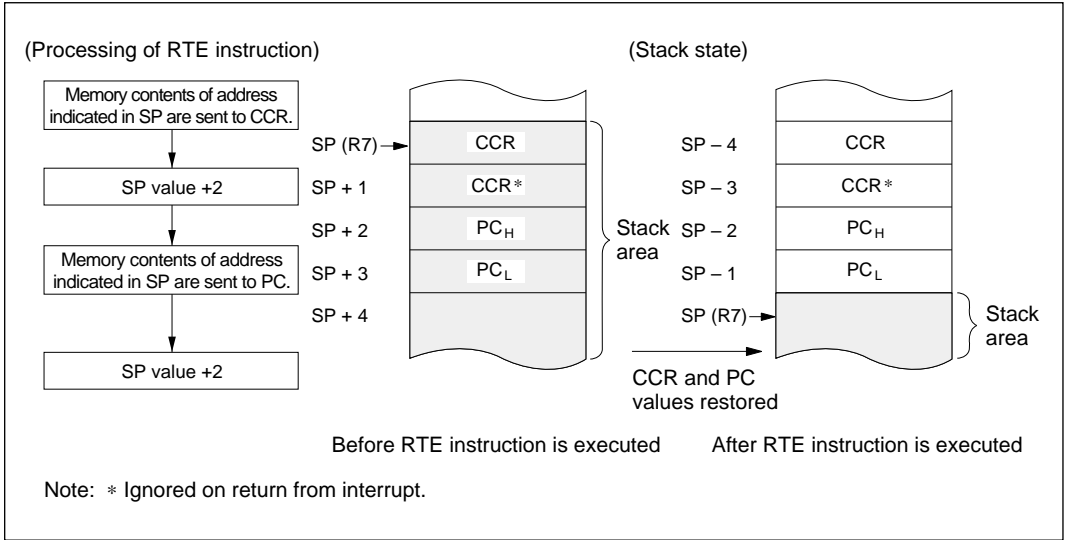 (Processing of RTE instruction)
(Stack state)
Memory contents of address
indicated in SP are sent to CCR.
SP value +2
Memory contents of address
indicated in SP are sent to PC.
SP value +2
SP (R7)
SP + 1
SP + 2
SP + 3
SP + 4
CCR
CCR*
PCH
PCL
Stack
area
SP – 4
SP – 3
SP – 2
SP – 1
SP (R7)
CCR
CCR*
PCH
PCL
Stack
area
CCR and PC
values restored
Before RTE instruction is executed
After RTE instruction is executed
Note: * Ignored on return from interrupt.